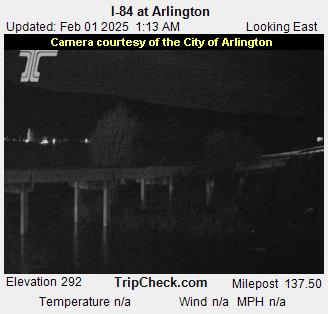 I-84 at Arlington
Updated: Feb 01 2025 1:13 AM Looking East
Camera courtesy of the City of Arlington
Elevation 292 TripCheck.com Milepost 137.50
Temperature n/a Wind n/a MPH n/a